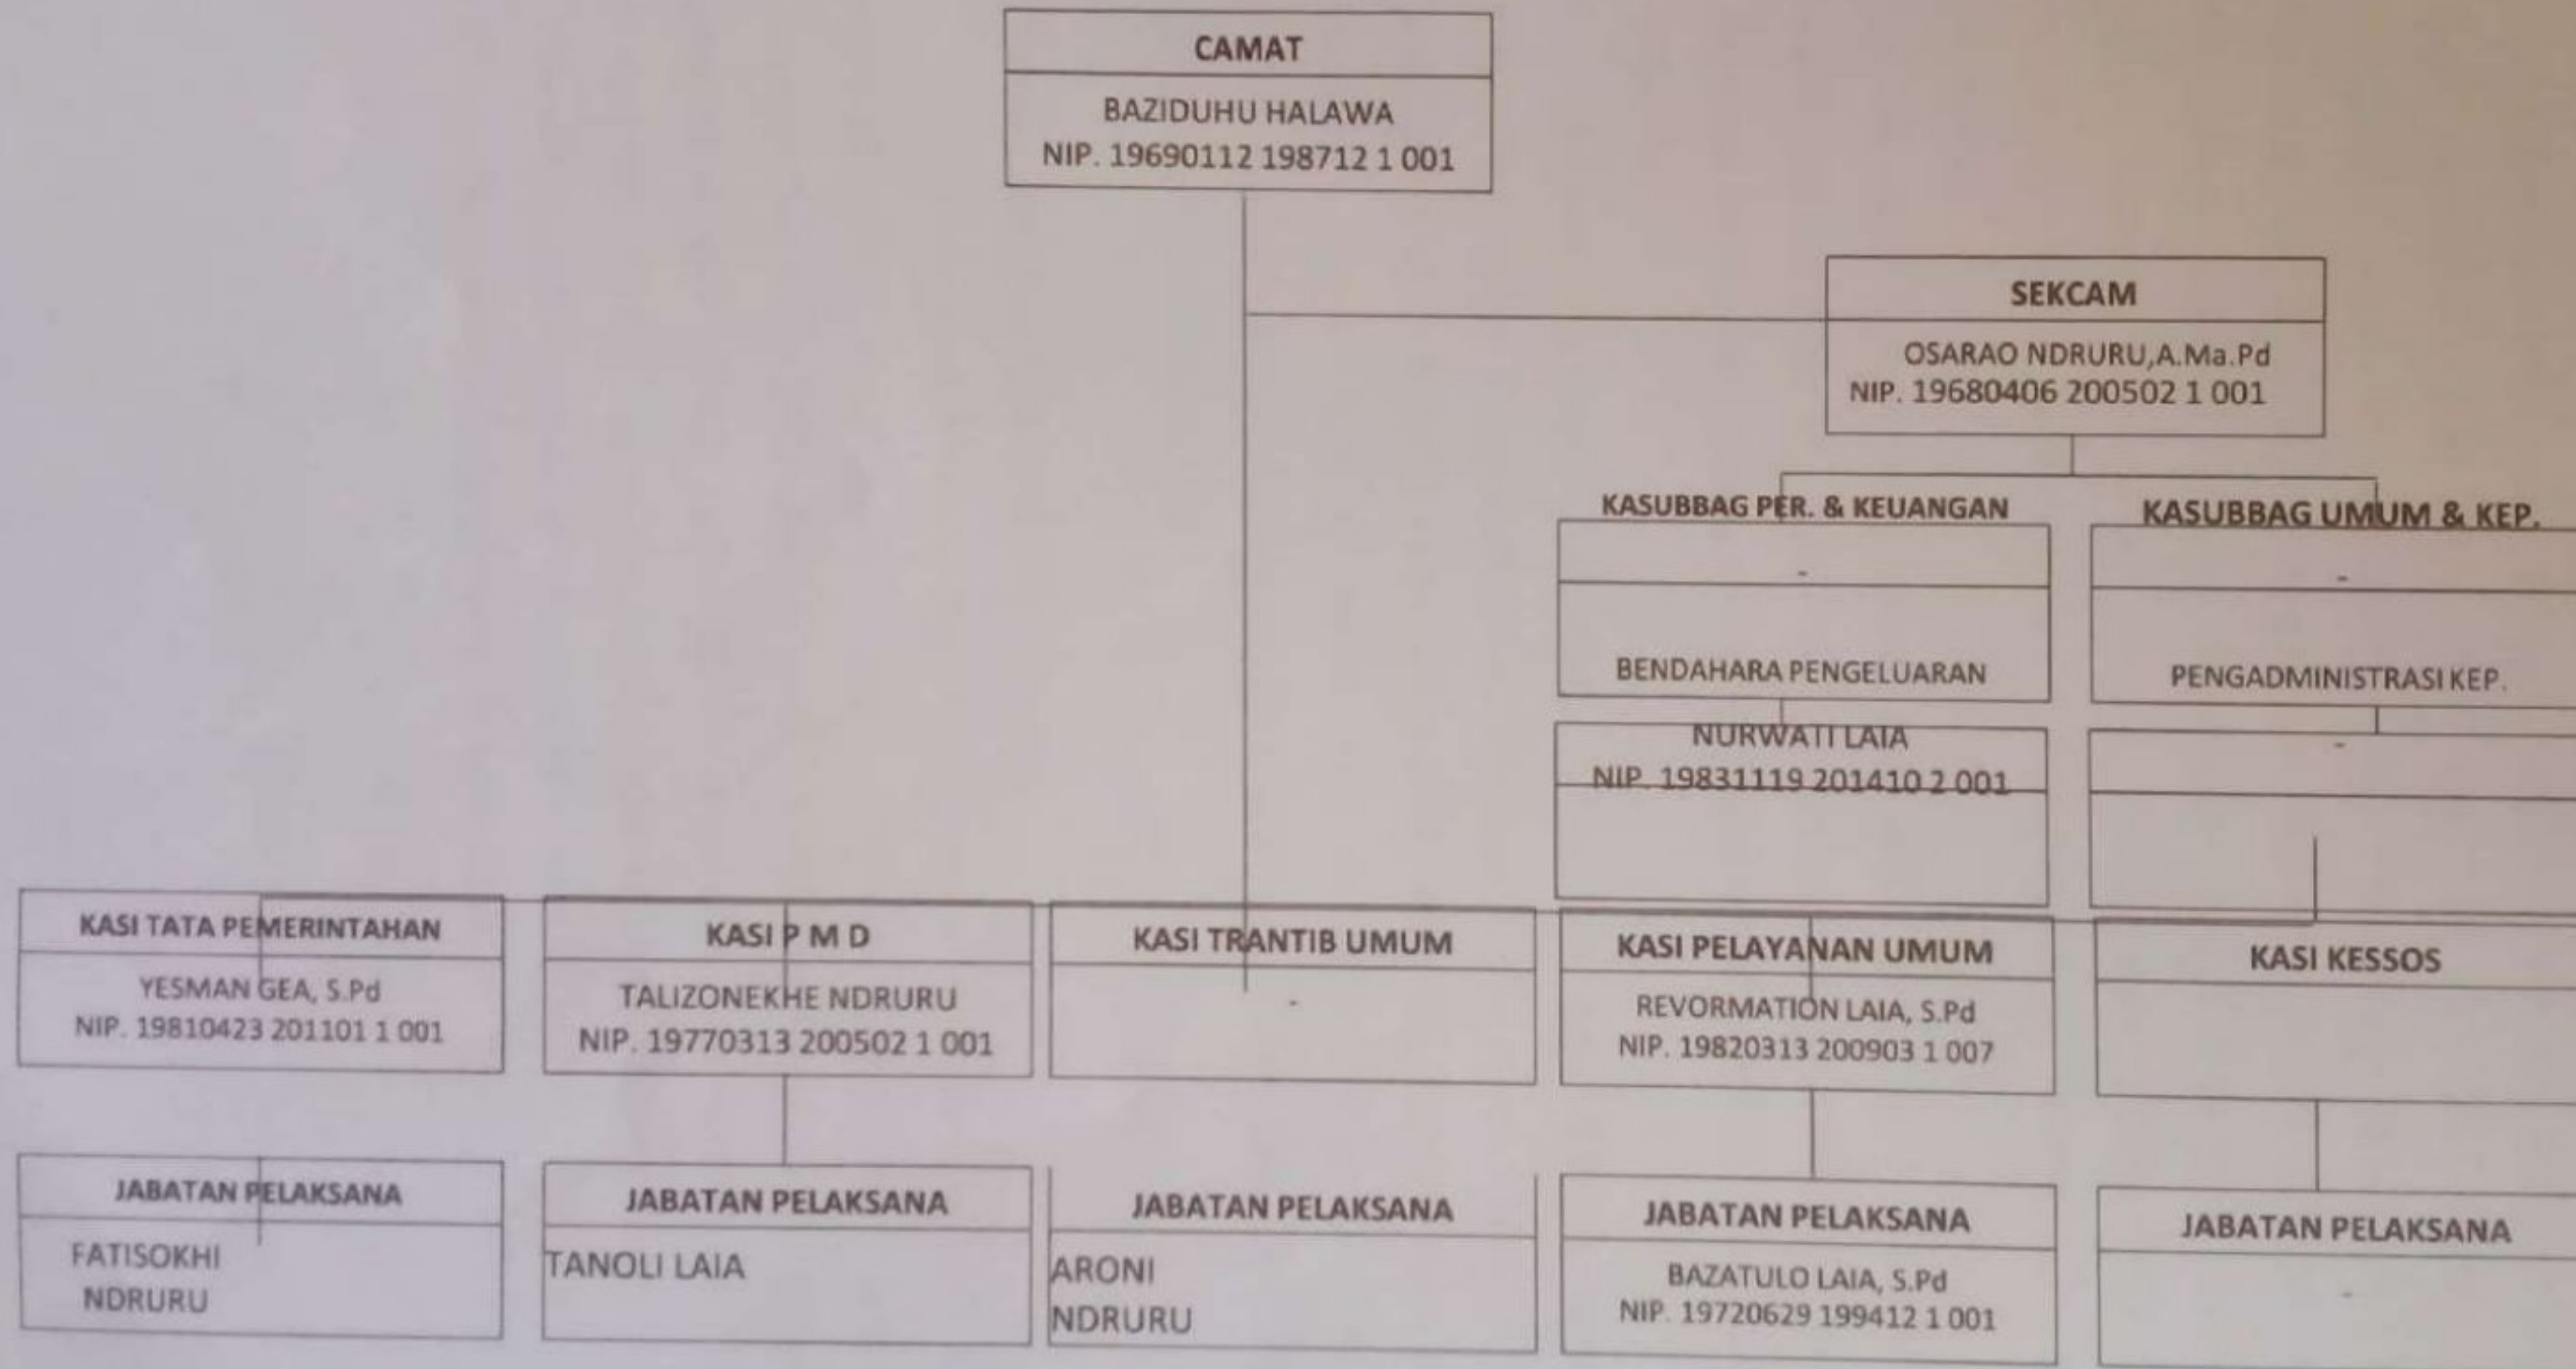 CAMAT
BAZIDUHU HALAWA
NIP. 19690112 198712 1 001
SEKCAM
OSARAO NDRURU,A.Ma.Pd
NIP. 19680406 200502 1 001
KASUBBAG PER. & KEUANGAN
-
BENDAHARA PENGELUARAN
NURWATI LAIA
NIP. 19831119 201410 2 001
KASUBBAG UMUM & KEP.
-
PENGADMINISTRASI KEP.
-
KASI TATA PEMERINTAHAN
YESMAN GEA, S.Pd
NIP. 19810423 201101 1 001
KASI P M D
TALIZONEKHE NDRURU
NIP. 19770313 200502 1 001
KASI TRANTIB UMUM
-
KASI PELAYANAN UMUM
REVORMATION LAIA, S.Pd
NIP. 19820313 200903 1 007
KASI KESSOS
JABATAN PELAKSANA
FATISOKHI
NDRURU
JABATAN PELAKSANA
TANOLI LAIA
JABATAN PELAKSANA
ARONI
NDRURU
JABATAN PELAKSANA
BAZATULO LAIA, S.Pd
NIP. 19720629 199412 1 001
JABATAN PELAKSANA
-